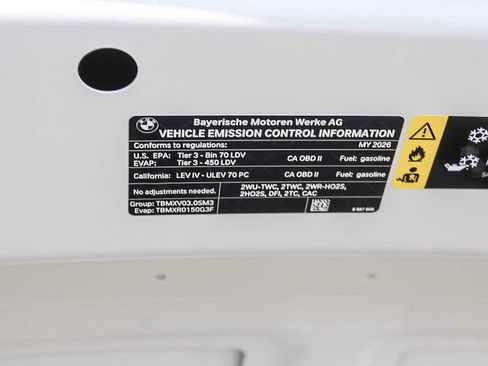 Bayerische Motoren Werke AG
VEHICLE EMISSION CONTROL INFORMATION
Conforms to regulations: MY 2026
U.S. EPA: Tier 3 - Bin 70 LDV CA OBD II Fuel: gasoline
EVAP: Tier 3 - 450 LDV
California: LEV IV - ULEV 70 PC CA OBD II Fuel: gasoline
No adjustments needed. 2WU-TWC, 2TWC, 2WR-HO2S,
2HO2S, DFI, 2TC, CAC
Group: TBMXV03.0SM3
Evap: TBMXR0150G3F